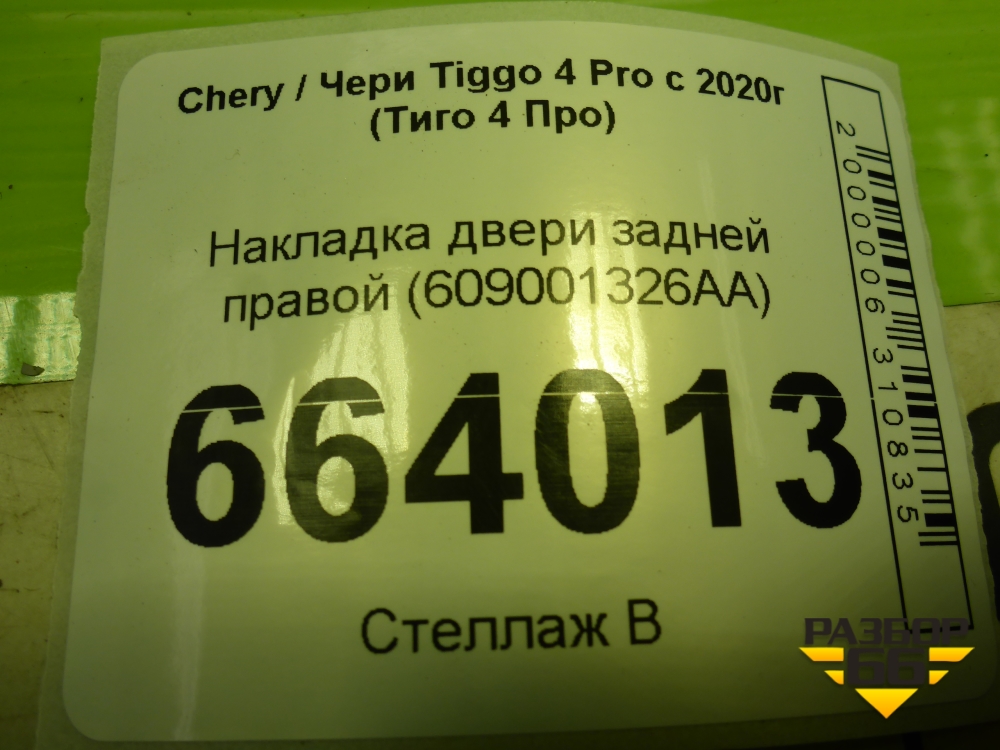 Chery / Чери Tiggo 4 Pro с 2020г
(Тиго 4 Про)
Накладка двери задней
правой (609001326AA)
664013
Стеллаж В
2000006310835
РАЗБОР
66